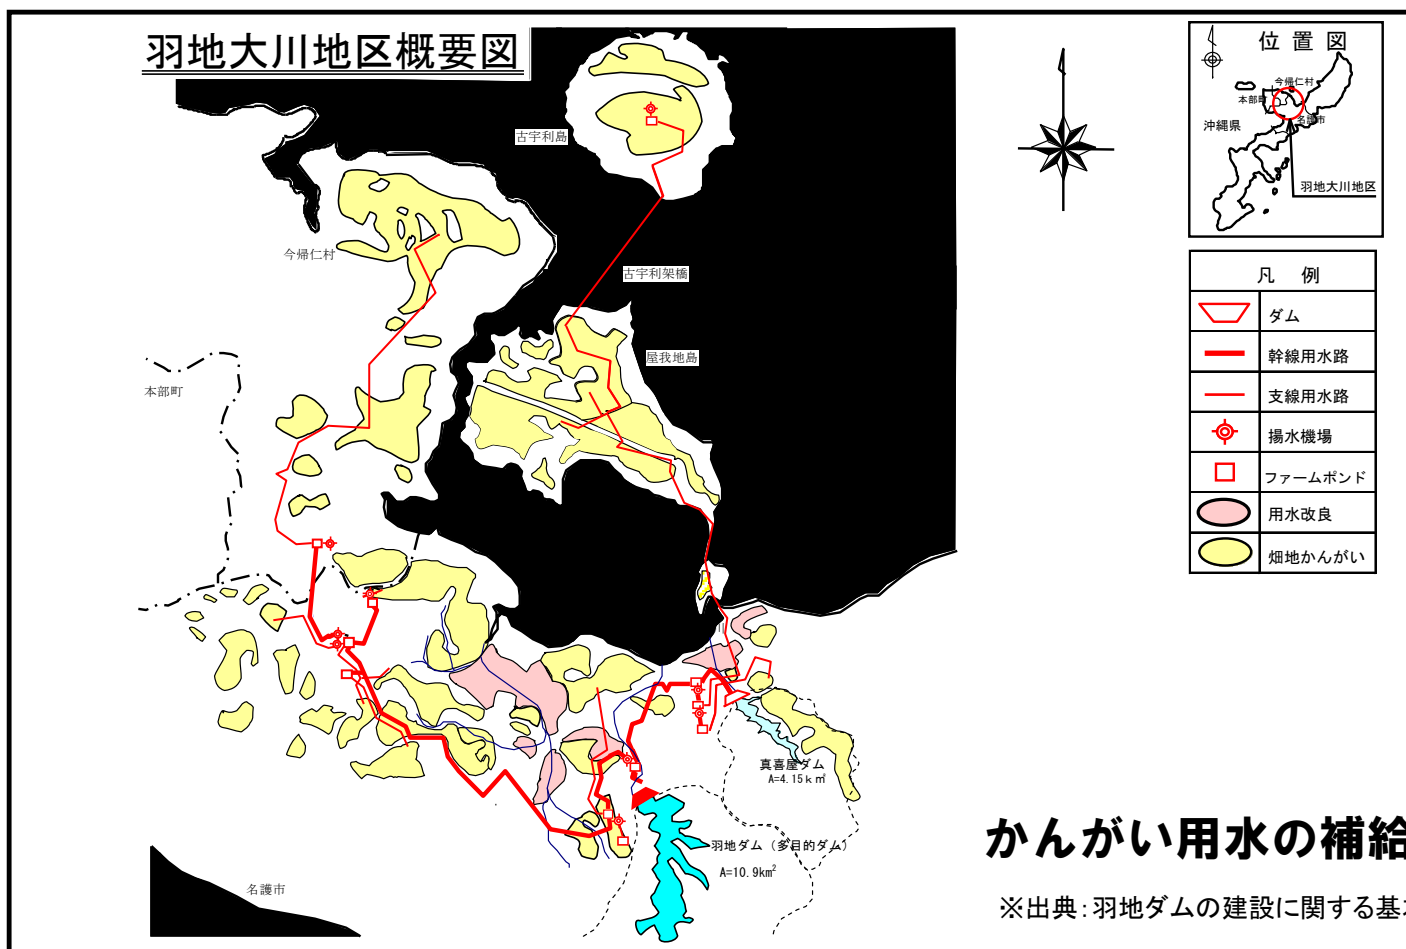 羽地大川地区概要図
古宇利島
今帰仁村
古宇利架橋
屋我地島
本部町
真喜屋ダム
A=4.15km
羽地ダム(多目的ダム)
A=10.9km²
名護市
位置図
今帰仁村
本部町
名護市
沖縄県
羽地大川地区
凡例
ダム
幹線用水路
支線用水路
揚水機場
ファームポンド
用水改良
畑地かんがい
かんがい用水の補給
※出典:羽地ダムの建設に関する基